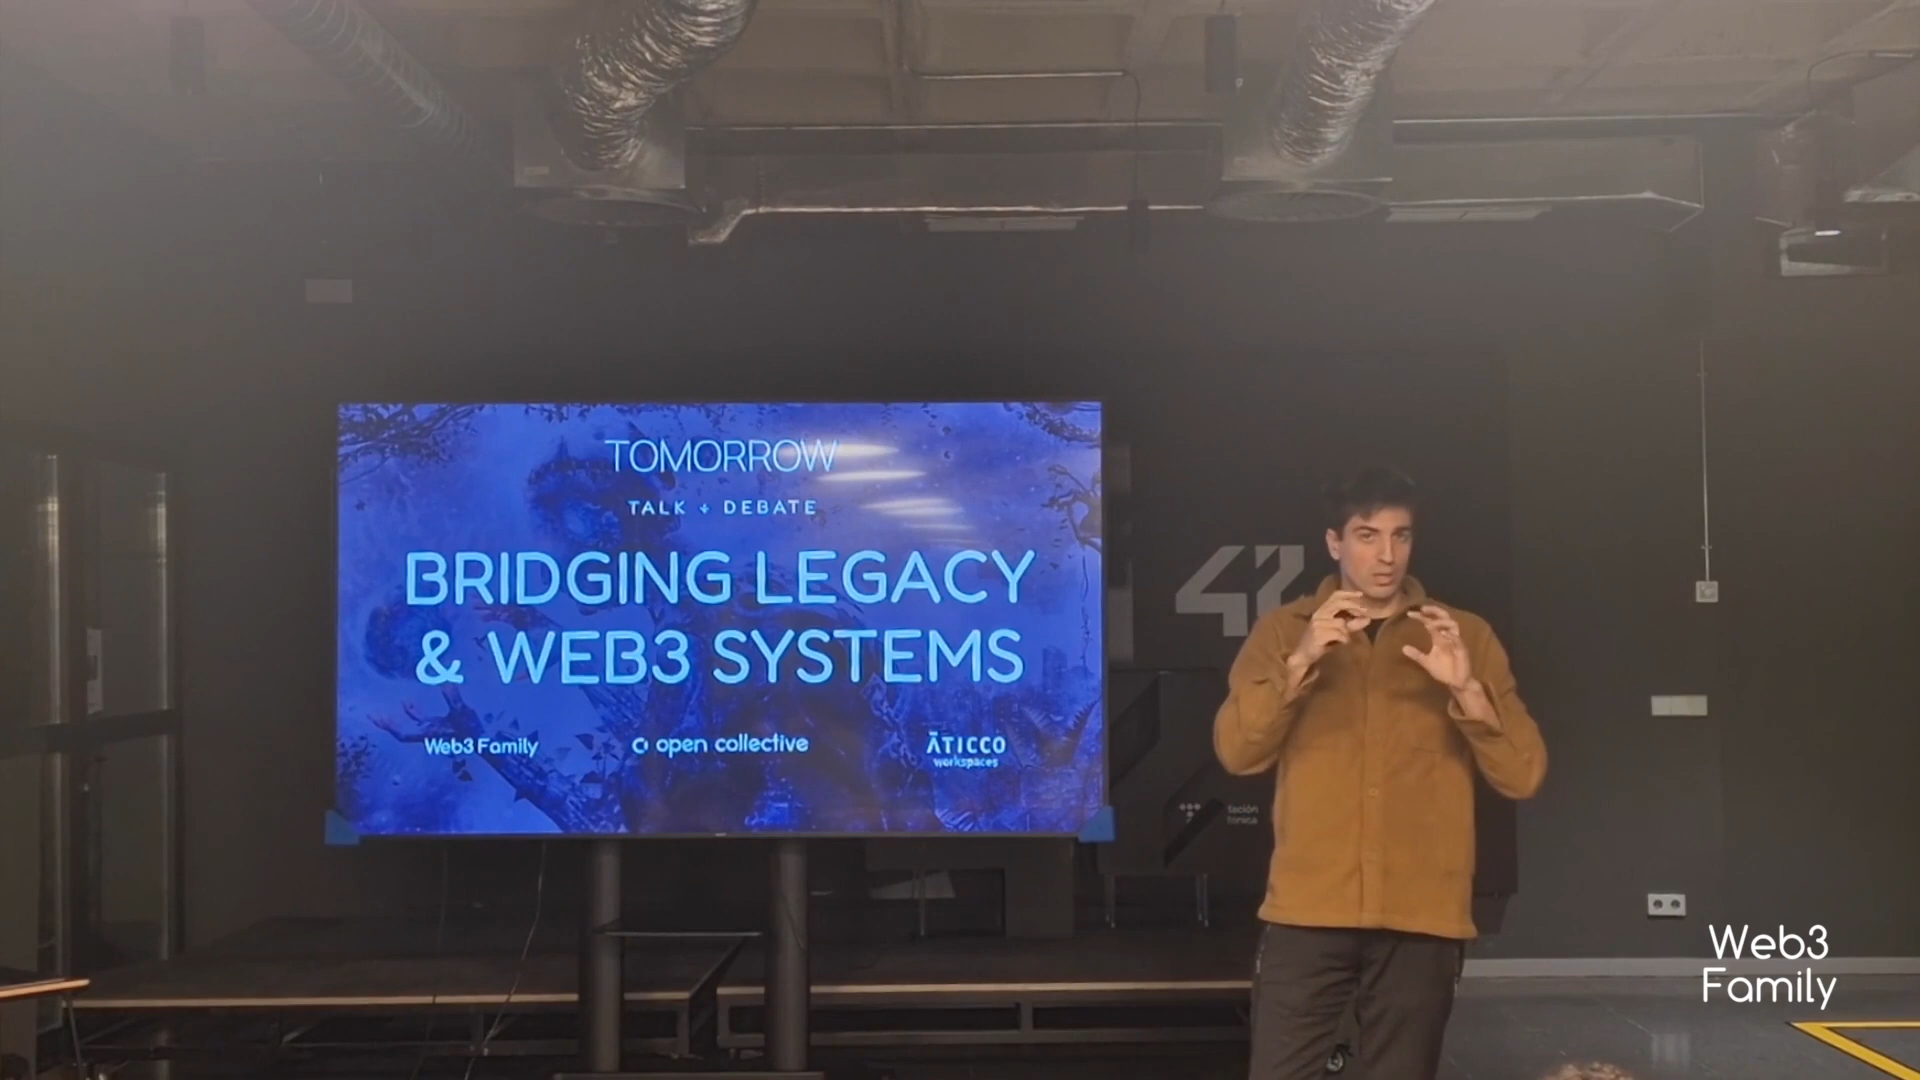 TOMORROW
TALK + DEBATE
BRIDGING LEGACY
& WEB3 SYSTEMS
Web3 Family
open collective
ĀTICCO
workspaces
42
Web3
Family